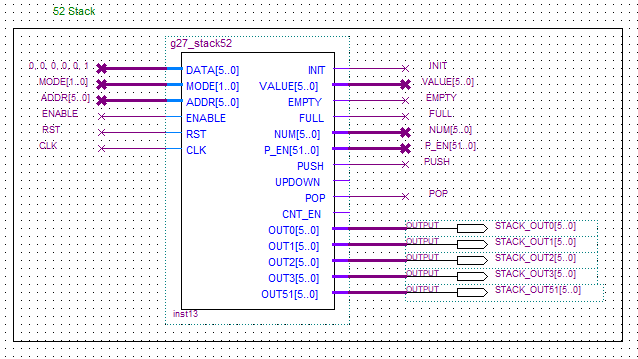 52 Stack
g27_stack52
0, 0, 0, 0, 0, 1 DATA[5..0] INIT INIT
MODE[1..0] MODE[1..0] VALUE[5..0] VALUE[5..0]
ADDR[5..0] ADDR[5..0] EMPTY EMPTY
ENABLE ENABLE FULL FULL
RST RST NUM[5..0] NUM[5..0]
CLK CLK P_EN[51..0] P_EN[51..0]
PUSH PUSH
UPDOWN
POP POP
CNT_EN
OUT0[5..0] OUTPUT STACK_OUT0[5..0]
OUT1[5..0] OUTPUT STACK_OUT1[5..0]
OUT2[5..0] OUTPUT STACK_OUT2[5..0]
OUT3[5..0] OUTPUT STACK_OUT3[5..0]
OUT51[5..0] OUTPUT STACK_OUT51[5..0]
inst13